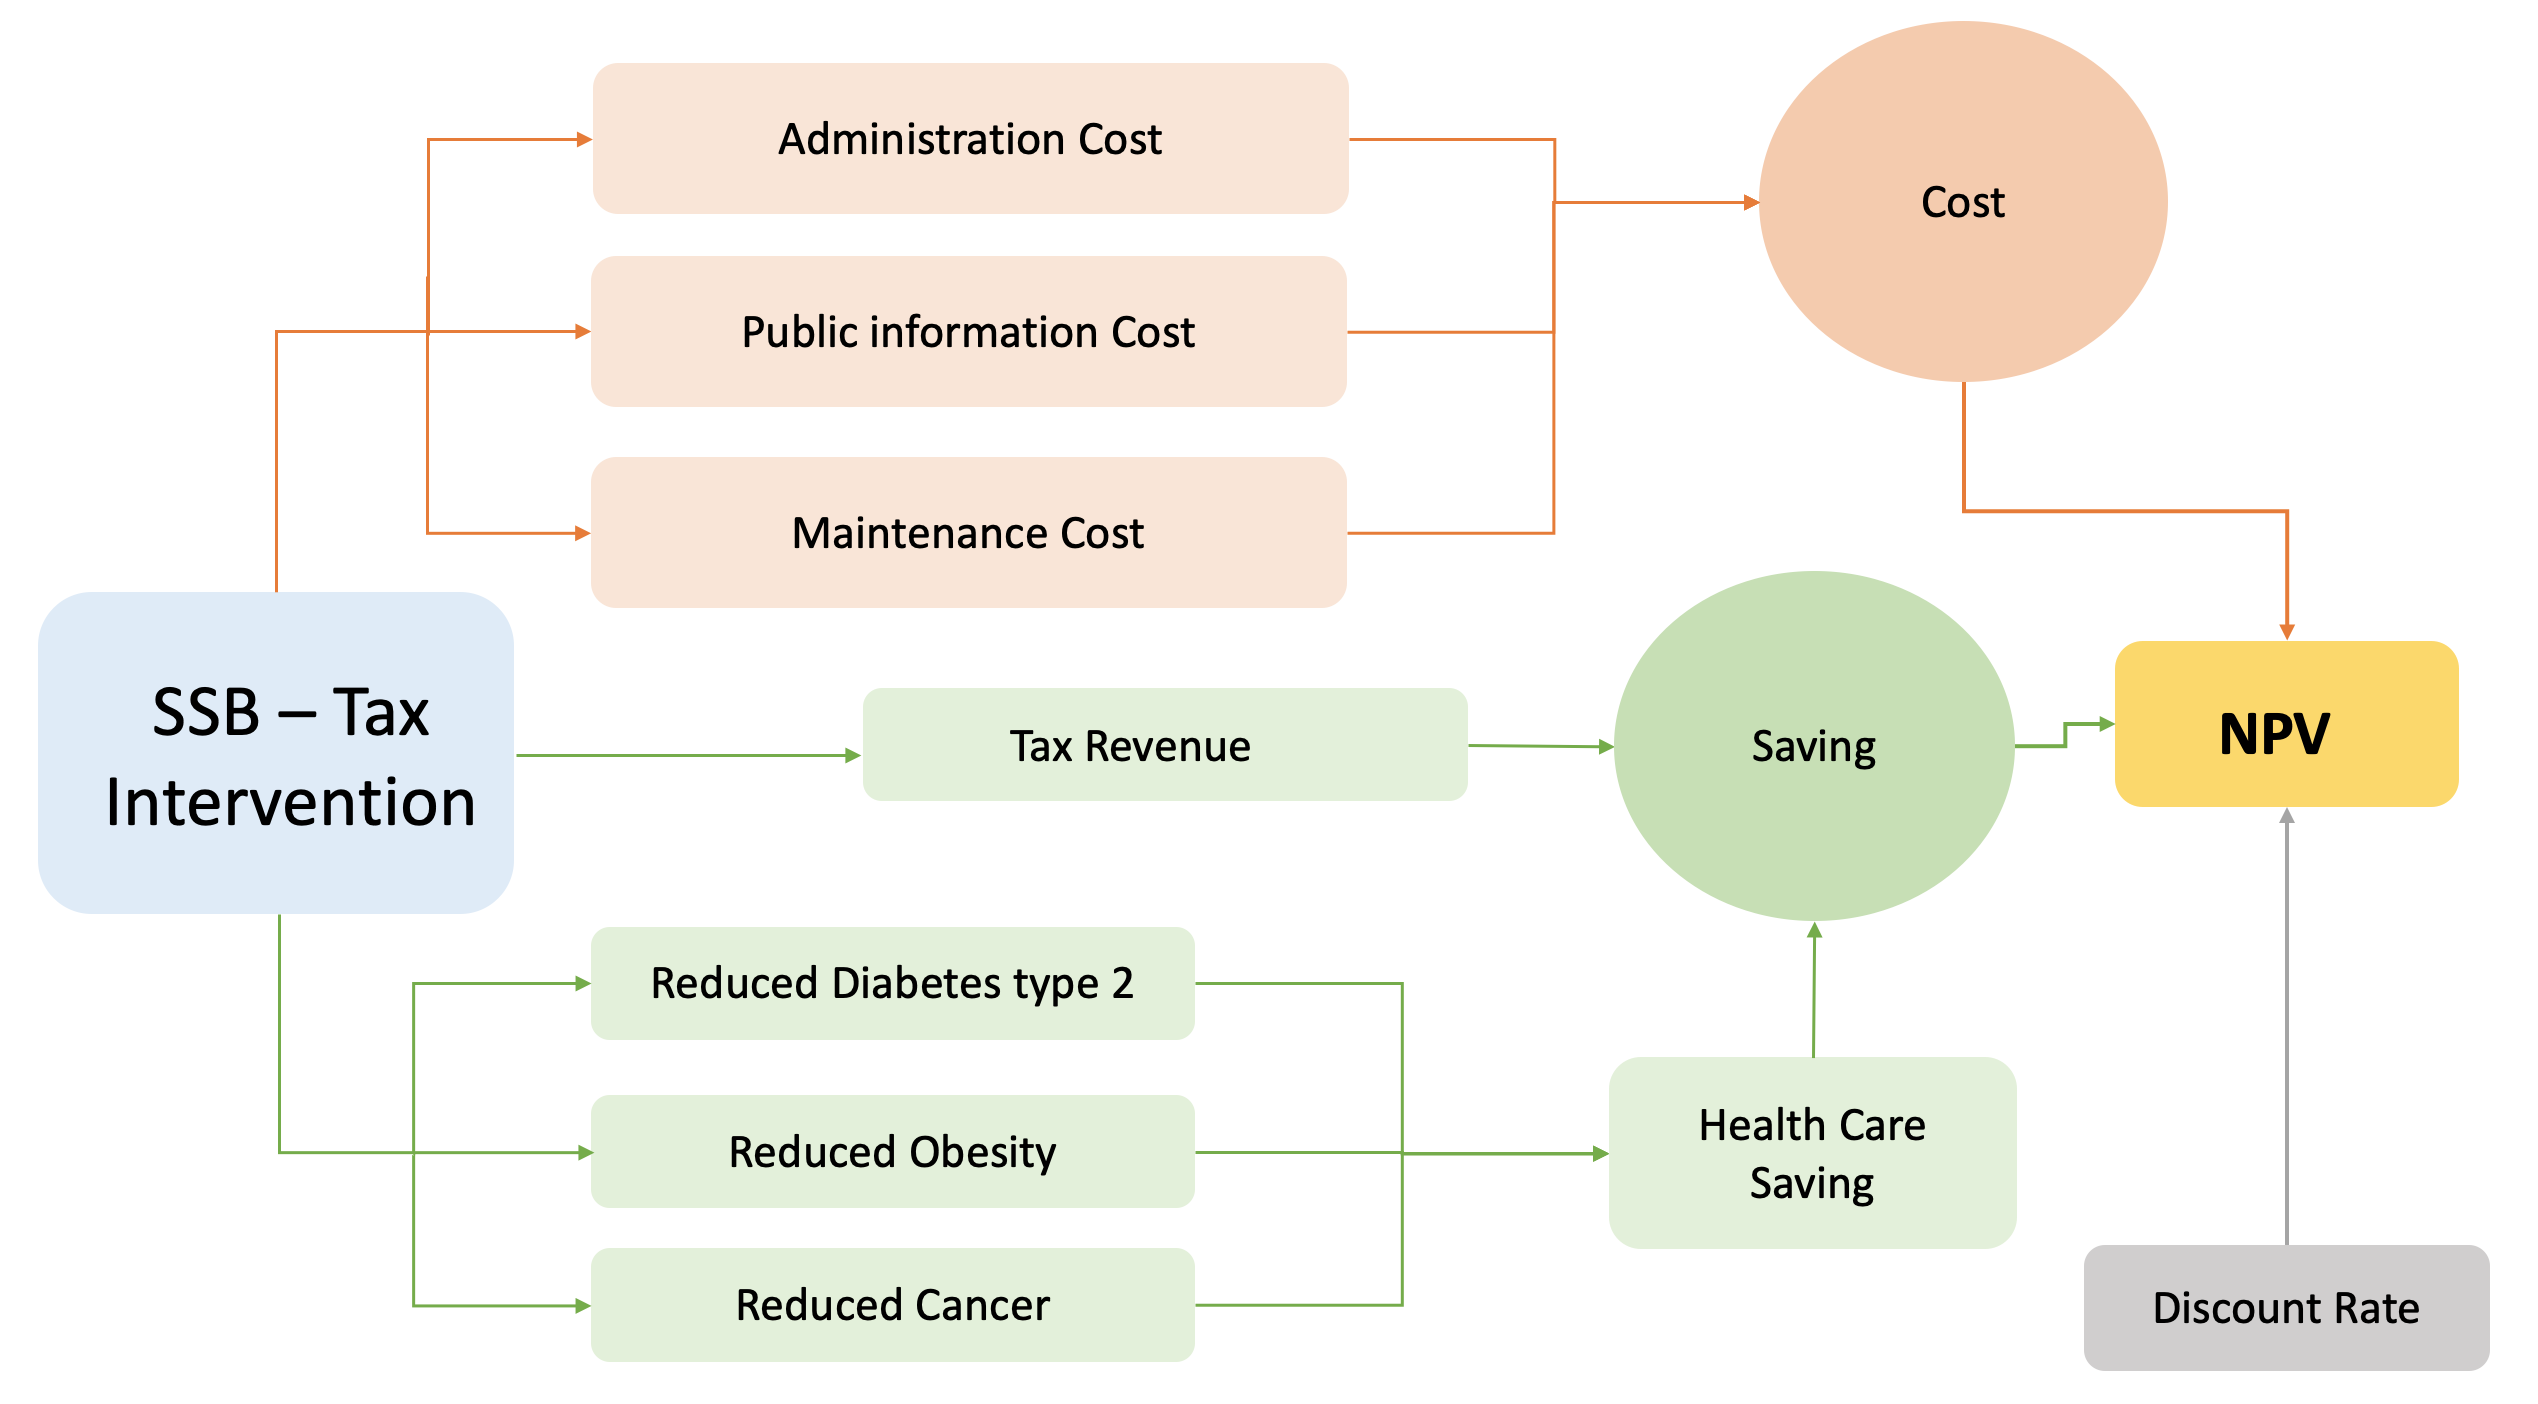 Administration Cost
Cost
Public information Cost
Maintenance Cost
SSB – Tax
Intervention
Tax Revenue
Saving
NPV
Reduced Diabetes type 2
Reduced Obesity
Health Care
Saving
Reduced Cancer
Discount Rate